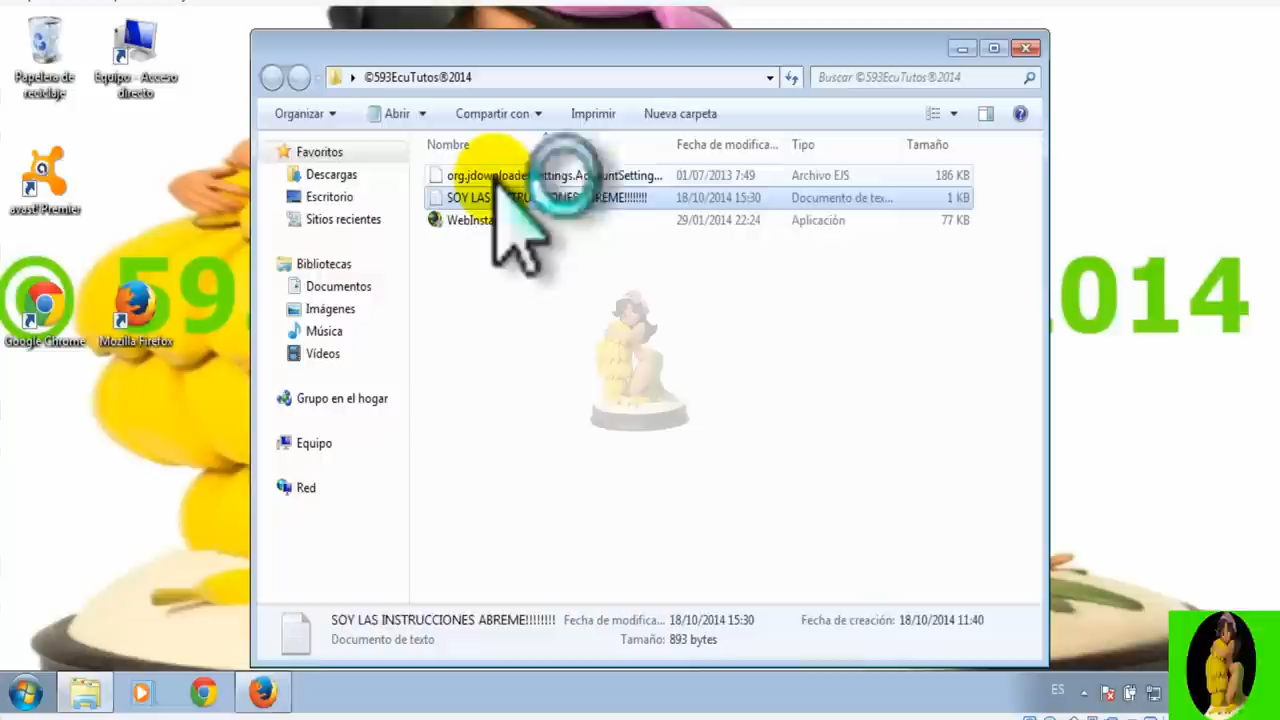 Papelera de reciclaje
Equipo - Acceso directo
avast! Premier
Google Chrome
Mozilla Firefox
© 59
014
©593EcuTutos®2014
Buscar ©593EcuTutos®2014
Organizar
Abrir
Compartir con
Imprimir
Nueva carpeta
Favoritos
Descargas
Escritorio
Sitios recientes
Bibliotecas
Documentos
Imágenes
Música
Vídeos
Grupo en el hogar
Equipo
Red
Nombre Fecha de modifica... Tipo Tamaño
01/07/2013 7:49 Archivo EJS 186 KB
SOY LAS ABREME!!!!!!!! 18/10/2014 15:30 Documento de tex... 1 KB
29/01/2014 22:24 Aplicación 77 KB
SOY LAS INSTRUCCIONES ABREME!!!!!!!! Fecha de modifica... 18/10/2014 15:30 Fecha de creación: 18/10/2014 11:40
Documento de texto Tamaño: 893 bytes
ES